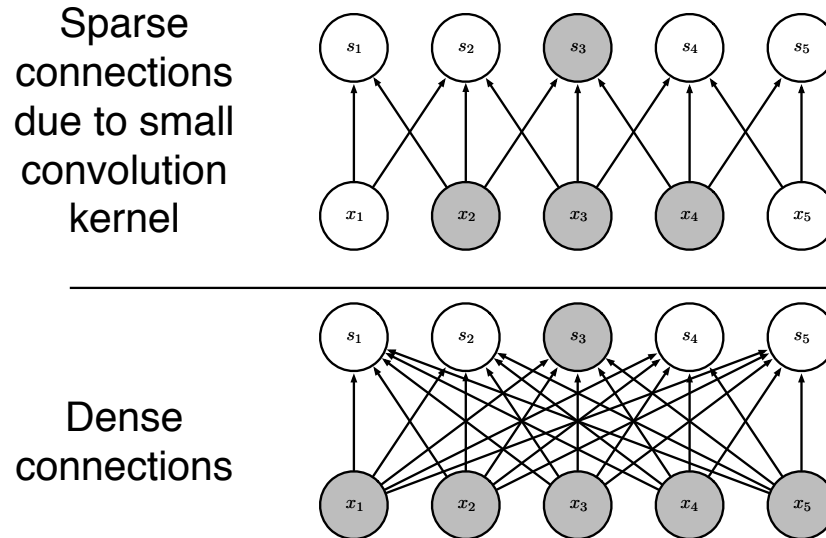 Sparse
connections
due to small
convolution
kernel
s₁ s₂ s₃ s₄ s₅
x₁ x₂ x₃ x₄ x₅
Dense
connections
s₁ s₂ s₃ s₄ s₅
x₁ x₂ x₃ x₄ x₅